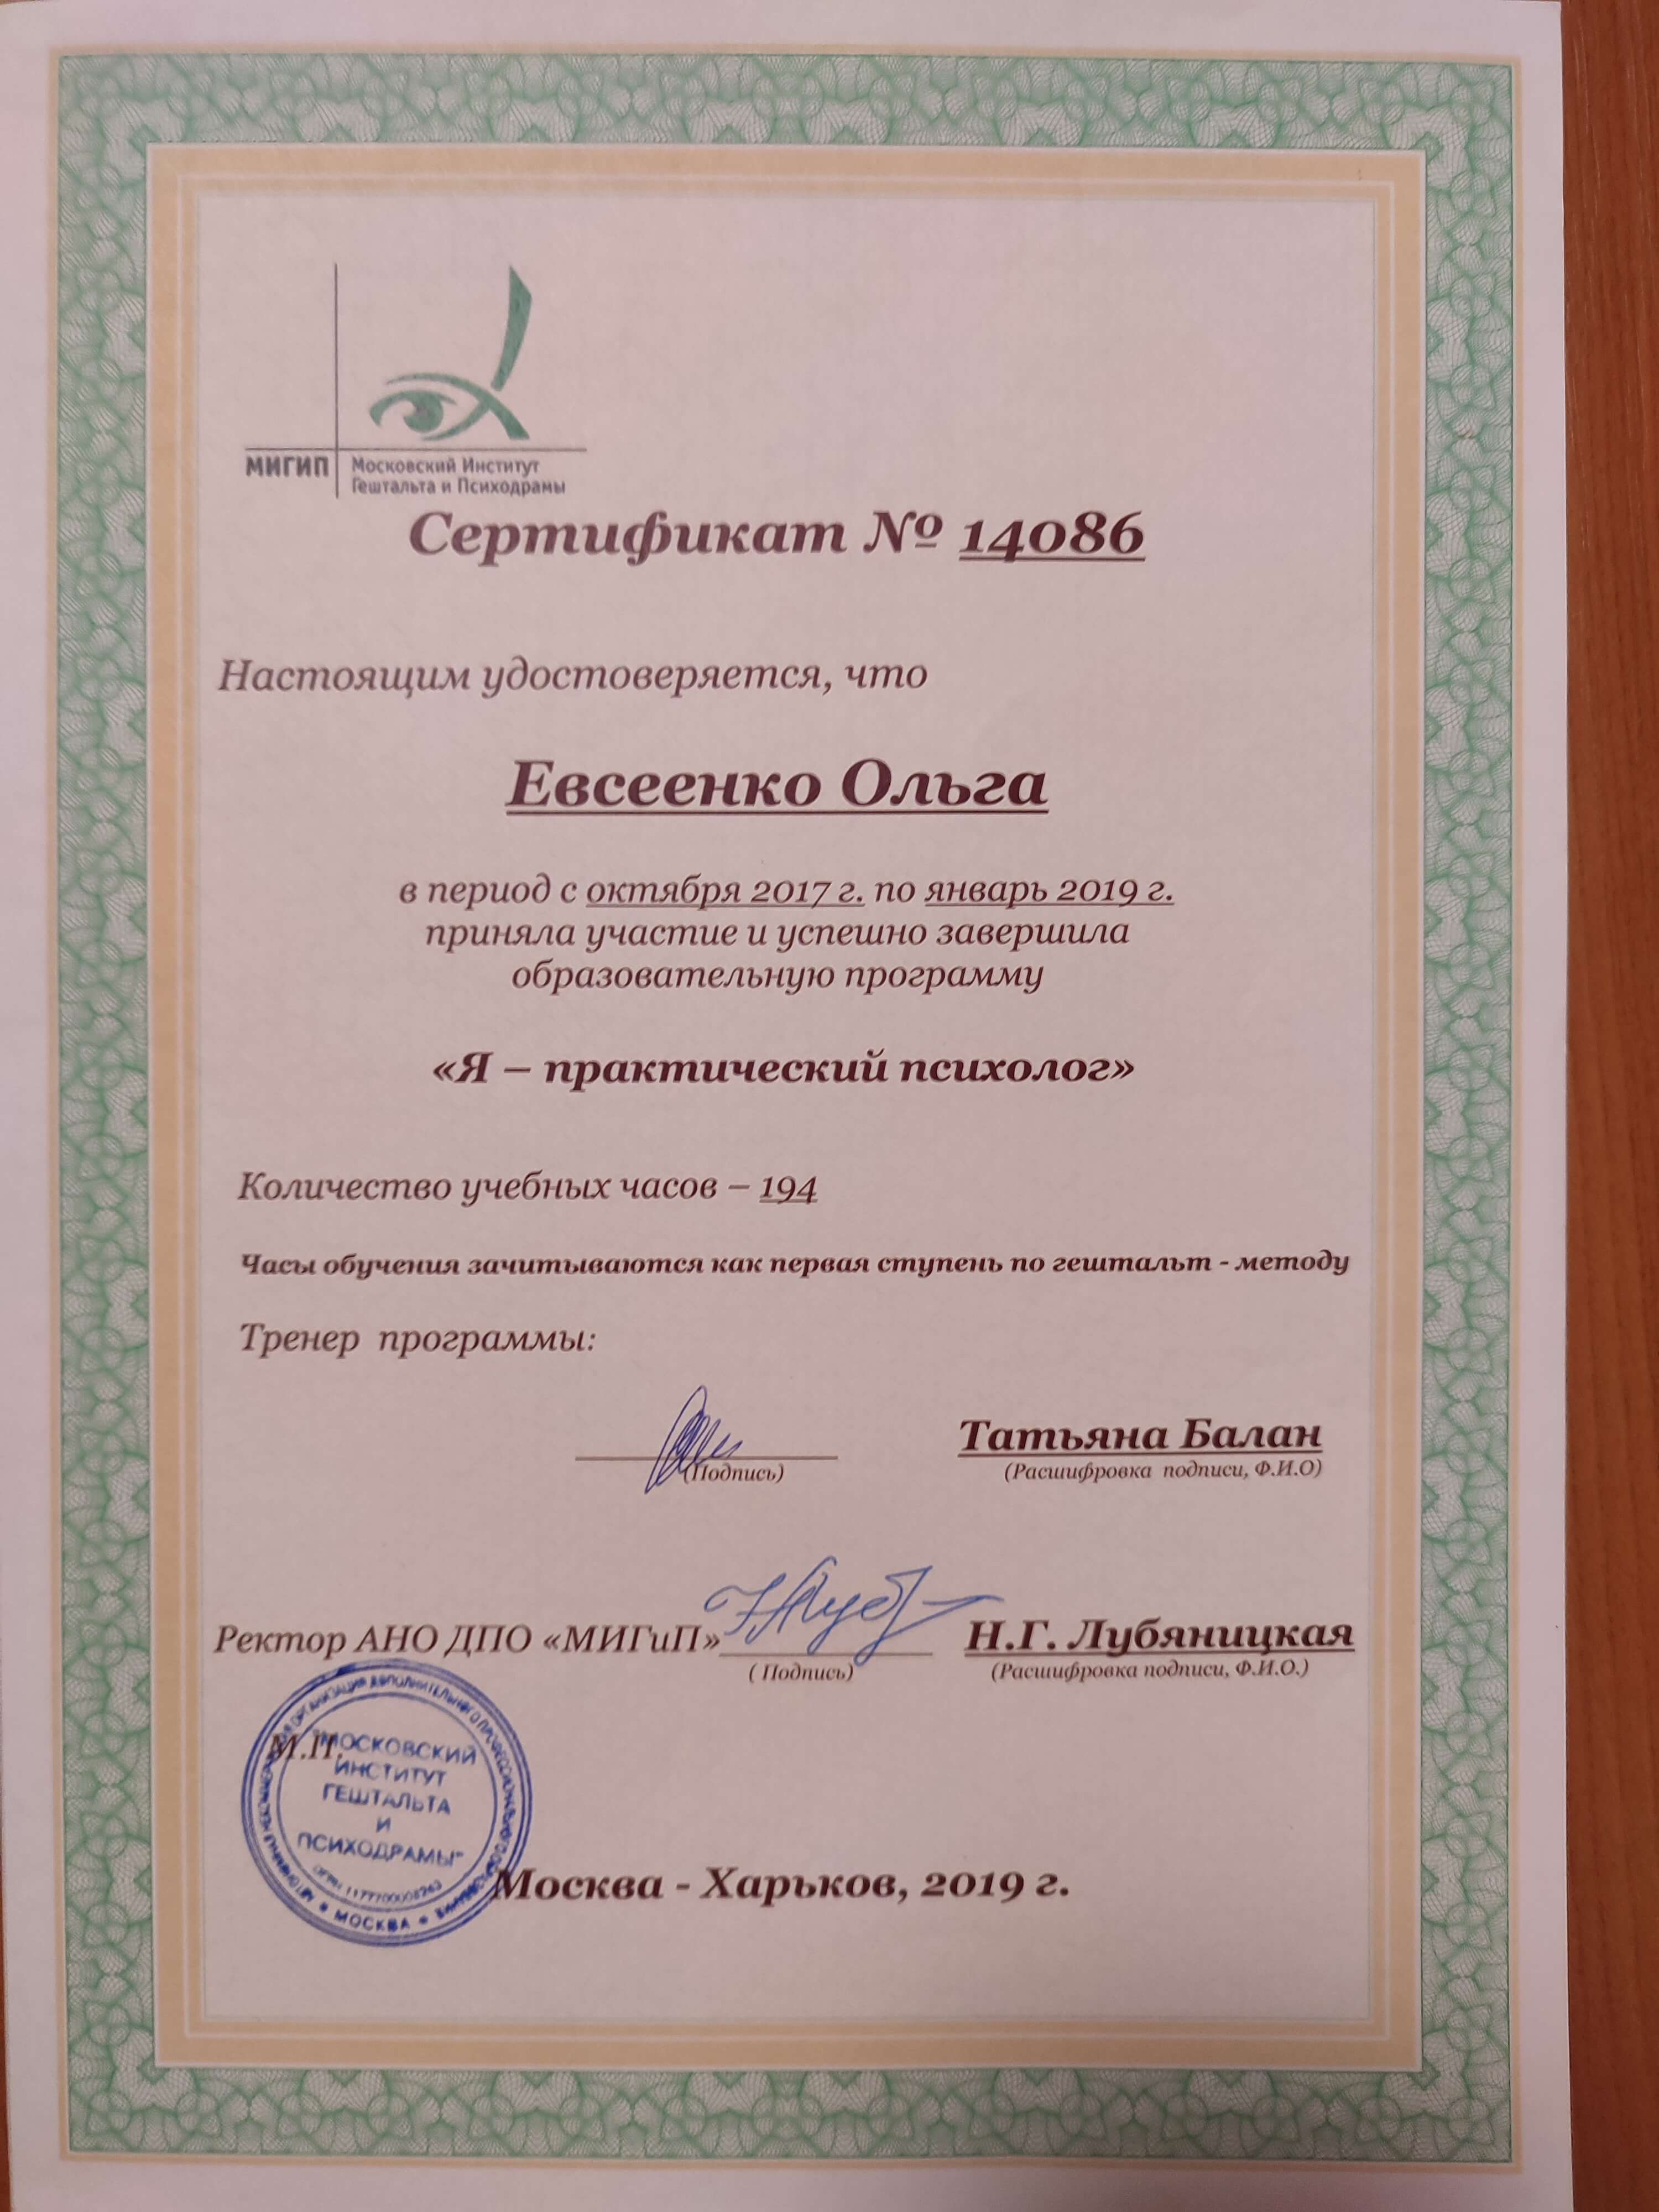 МИГИП
Московский Институт
Гештальта и Психодрамы
Сертификат № 14086
Настоящим удостоверяется, что
Евсеенко Ольга
в период с октября 2017 г. по январь 2019 г.
приняла участие и успешно завершила
образовательную программу
«Я – практический психолог»
Количество учебных часов – 194
Часы обучения зачитываются как первая ступень по гештальт - методу
Тренер программы:
Татьяна Балан
(Подпись)
(Расшифровка подписи, Ф.И.О)
Ректор АНО ДПО «МИГиП»
Н.Г. Лубяницкая
( Подпись)
(Расшифровка подписи, Ф.И.О.)
М.П.
"МОСКОВСКИЙ
ИНСТИТУТ
ГЕШТАЛЬТА
И
ПСИХОДРАМЫ"
МОСКВА
Москва - Харьков, 2019 г.